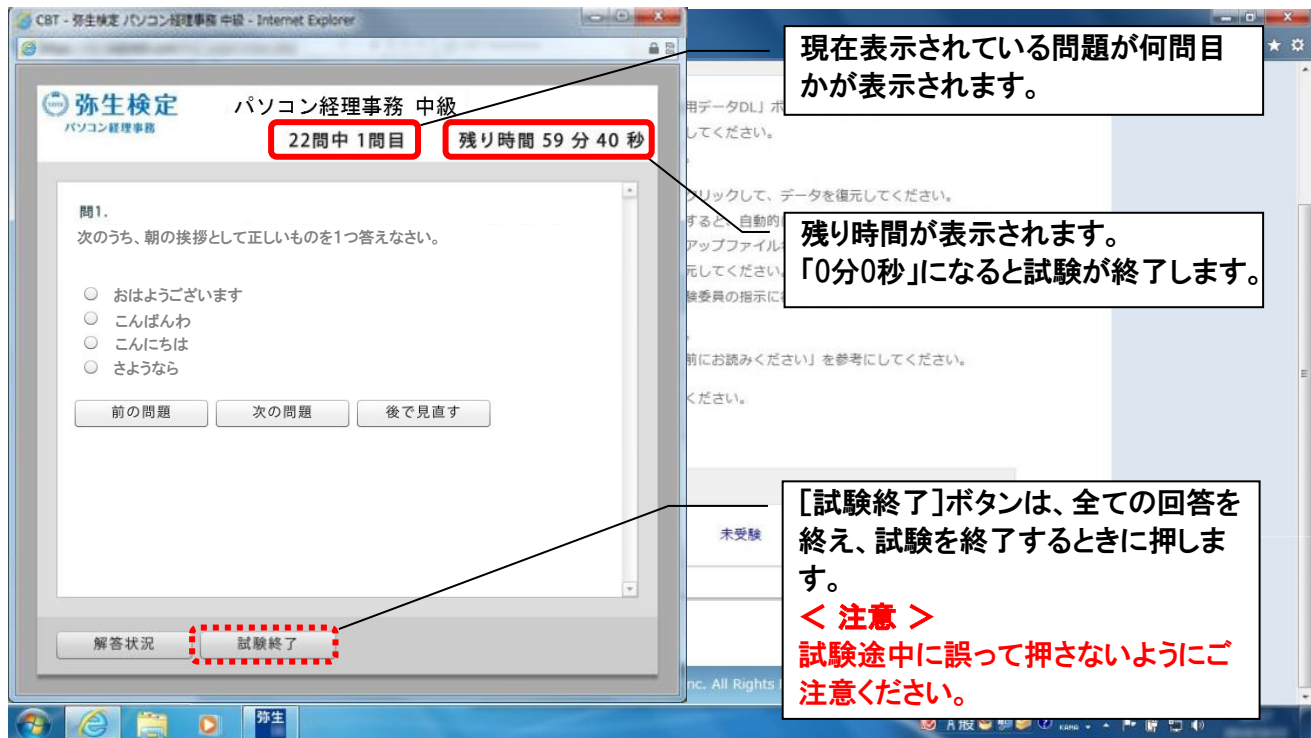 CBT - 弥生検定 パソコン経理事務 中級 - Internet Explorer
弥生検定
パソコン経理事務
パソコン経理事務 中級
22問中 1問目
残り時間 59 分 40 秒
問1.
次のうち、朝の挨拶として正しいものを1つ答えなさい。
おはようございます
こんばんわ
こんにちは
さようなら
前の問題
次の問題
後で見直す
解答状況
試験終了
現在表示されている問題が何問目
かが表示されます。
用データDL」ボ
してください。
クリックして、データを復元してください。
すると、自動的
アップファイル
元してください。
験委員の指示に
残り時間が表示されます。
「0分0秒」になると試験が終了します。
前にお読みください」を参考にしてください。
ください。
未受験
[試験終了]ボタンは、全ての回答を
終え、試験を終了するときに押しま
す。
＜ 注意 ＞
試験途中に誤って押さないようにご
注意ください。
nc. All Rights
弥生
A 般
KANA